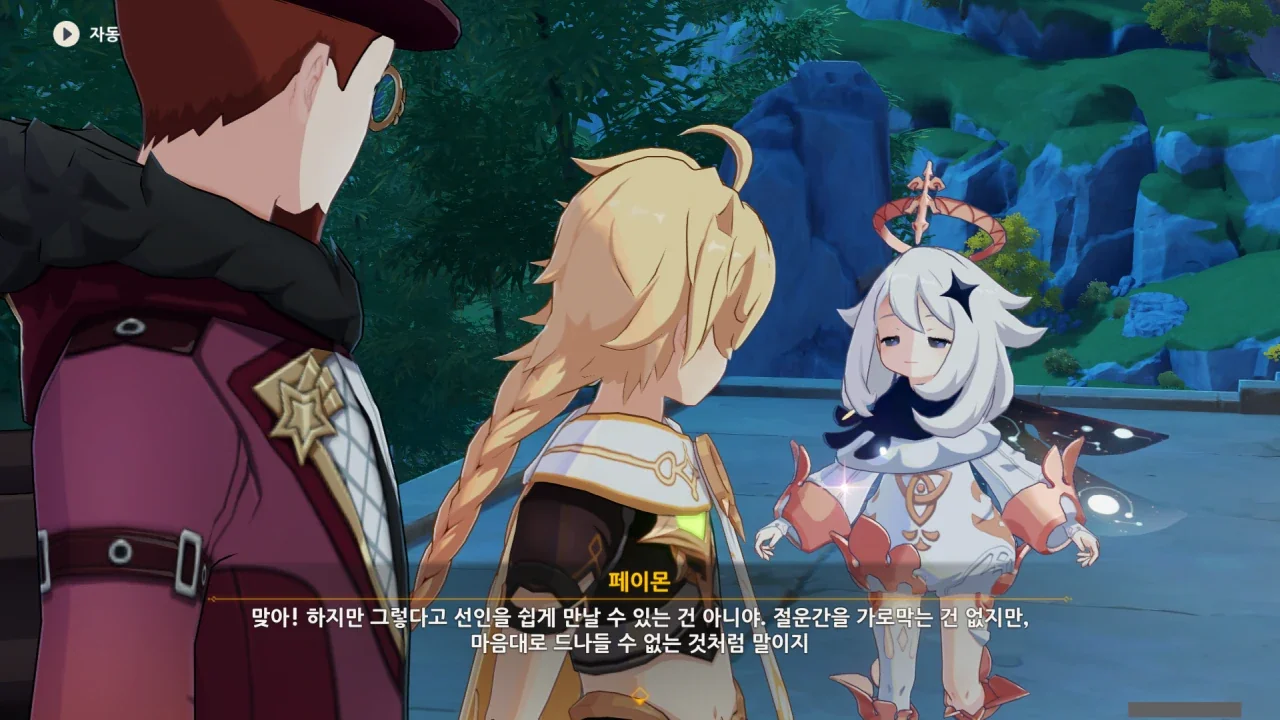 자동
페이몬
맞아! 하지만 그렇다고 선인을 쉽게 만날 수 있는 건 아니야. 절운간을 가로막는 건 없지만,
마음대로 드나들 수 없는 것처럼 말이지